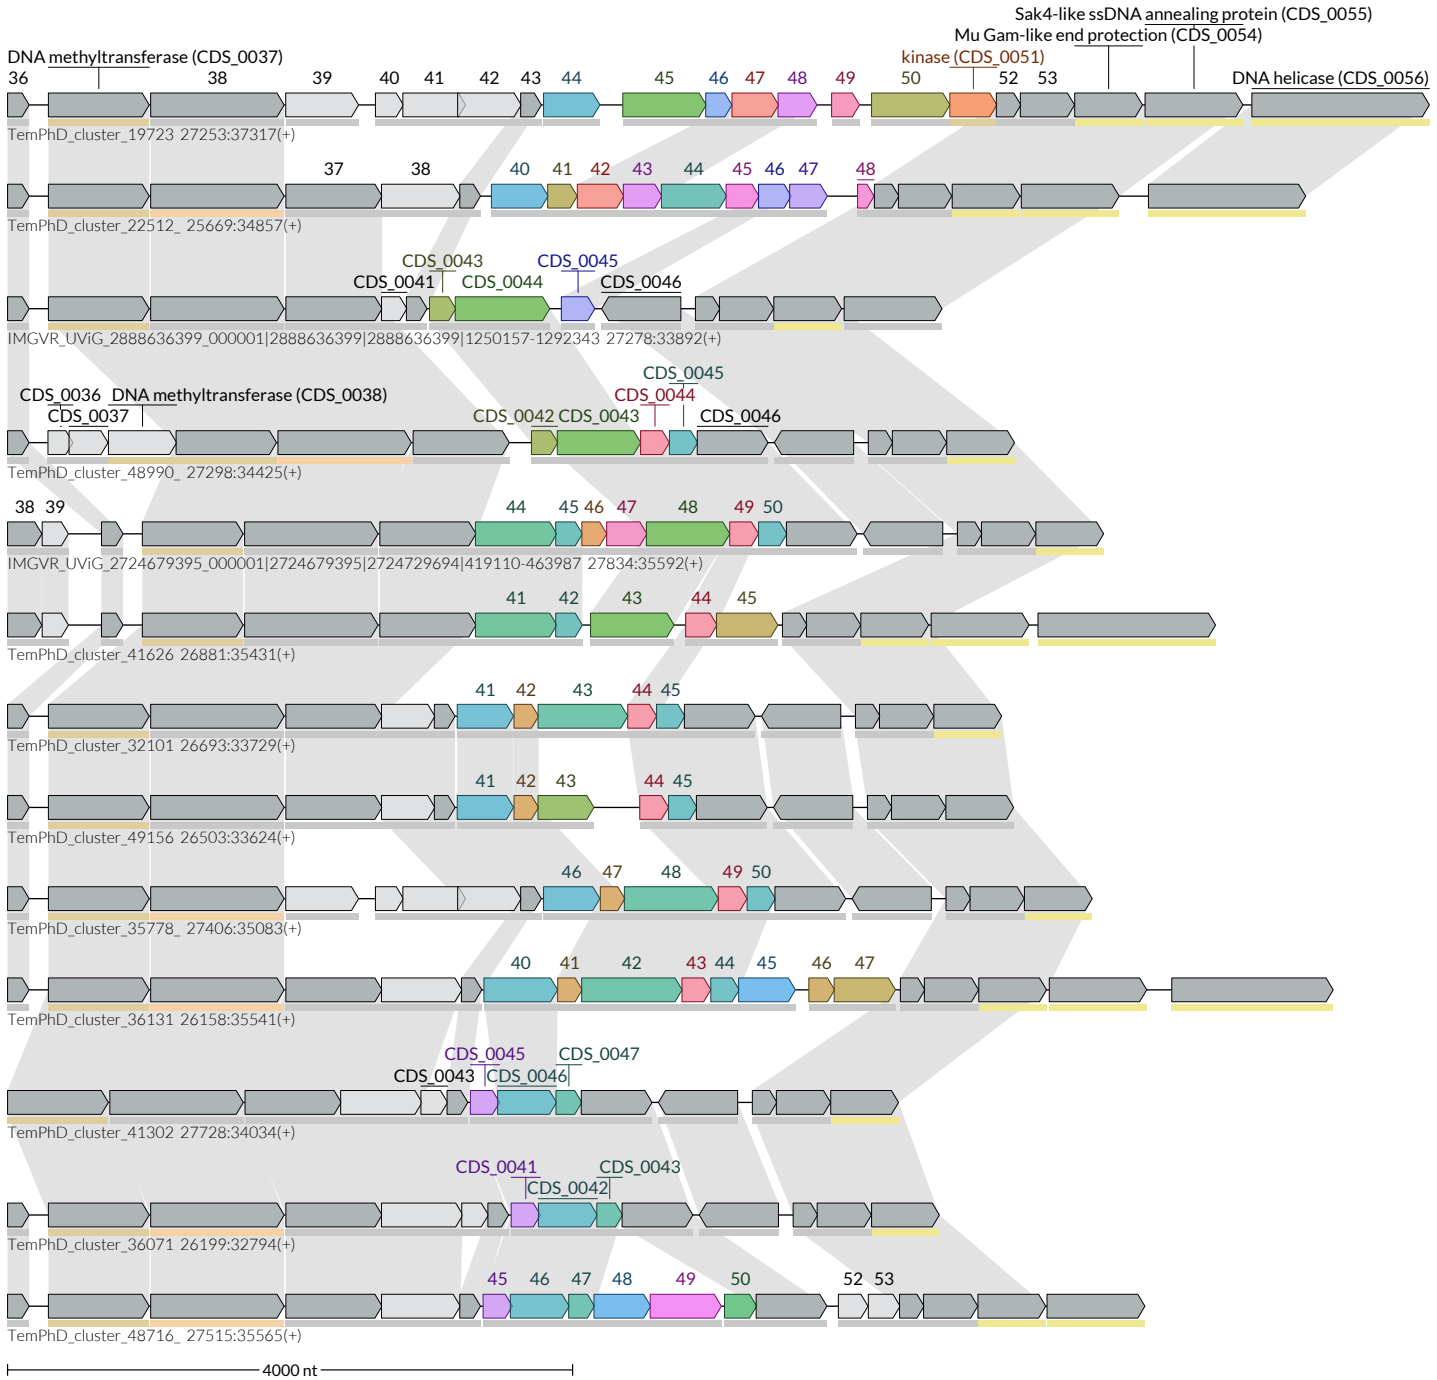 Sak4-like ssDNA annealing protein (CDS_0055)
Mu Gam-like end protection (CDS_0054)
DNA methyltransferase (CDS_0037) kinase (CDS_0051)
36 38 39 40 41 42 43 44 45 46 47 48 49 50 52 53 DNA helicase (CDS_0056)
TemPhD_cluster_19723 27253:37317(+)
37 38 40 41 42 43 44 45 46 47 48
TemPhD_cluster_22512_ 25669:34857(+)
CDS_0043 CDS_0045
CDS_0041 CDS_0044 CDS_0046
IMGVR_UViG_2888636399_000001|2888636399|2888636399|1250157-1292343 27278:33892(+)
CDS_0045
CDS_0036 DNA methyltransferase (CDS_0038) CDS_0044
CDS_0037 CDS_0042 CDS_0043 CDS_0046
TemPhD_cluster_48990_ 27298:34425(+)
38 39 44 45 46 47 48 49 50
IMGVR_UViG_2724679395_000001|2724679395|2724729694|419110-463987 27834:35592(+)
41 42 43 44 45
TemPhD_cluster_41626 26881:35431(+)
41 42 43 44 45
TemPhD_cluster_32101 26693:33729(+)
41 42 43 44 45
TemPhD_cluster_49156 26503:33624(+)
46 47 48 49 50
TemPhD_cluster_35778_ 27406:35083(+)
40 41 42 43 44 45 46 47
TemPhD_cluster_36131 26158:35541(+)
CDS_0045 CDS_0047
CDS_0043 CDS_0046
TemPhD_cluster_41302 27728:34034(+)
CDS_0041 CDS_0043
CDS_0042
TemPhD_cluster_36071 26199:32794(+)
45 46 47 48 49 50 52 53
TemPhD_cluster_48716_ 27515:35565(+)
4000 nt